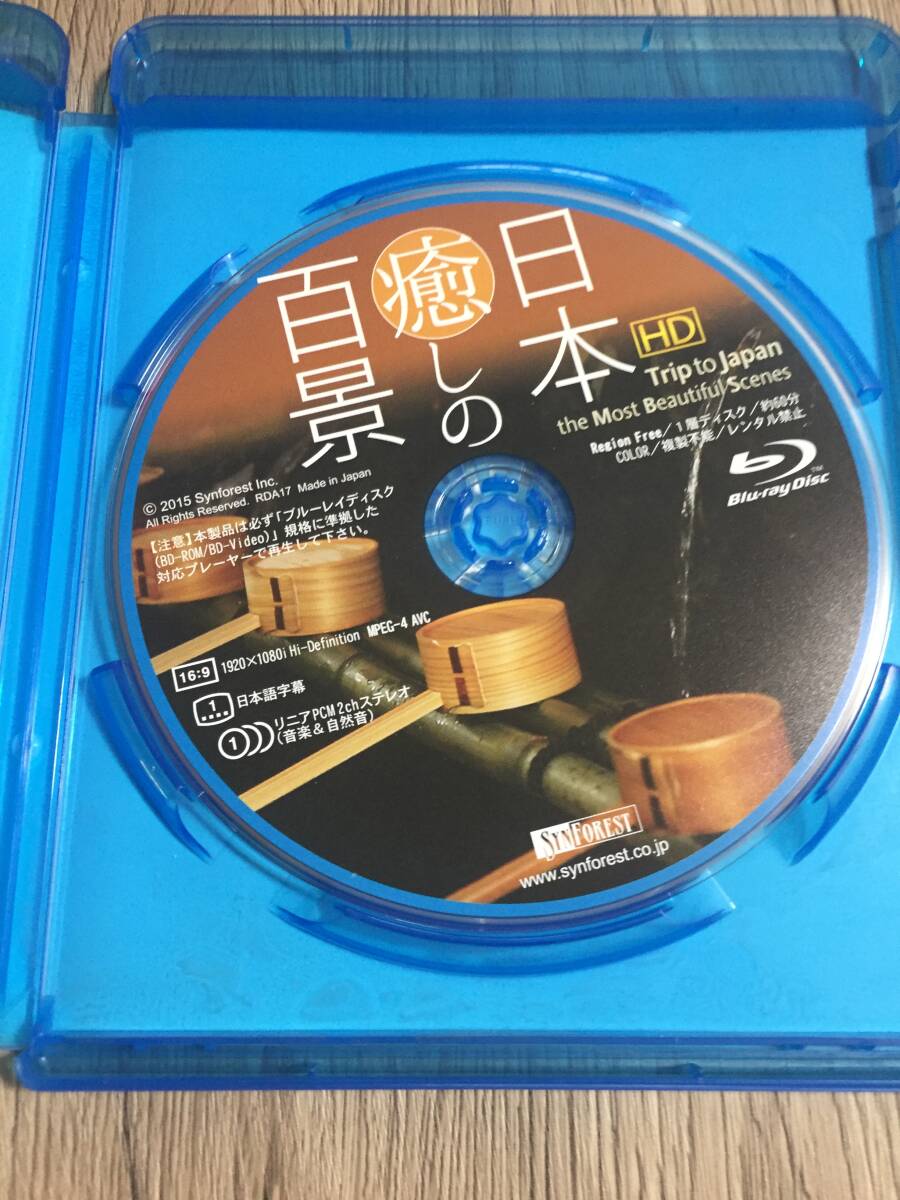 日本
癒しの
百景
HD
Trip to Japan
the Most Beautiful Scenes
Region Free/1層ディスク/約60分
COLOR/複製不能/レンタル禁止
Blu-ray Disc
TM
© 2015 Synforest Inc.
All Rights Reserved. RDA17 Made in Japan
【注意】本製品は必ず「ブルーレイディスク
(BD-ROM/BD-Video)」規格に準拠した
対応プレーヤーで再生して下さい。
16:9 1920×1080i Hi-Definition MPEG-4 AVC
1 日本語字幕
1 リニアPCM 2chステレオ
(音楽&自然音)
SYNFOREST
www.synforest.co.jp